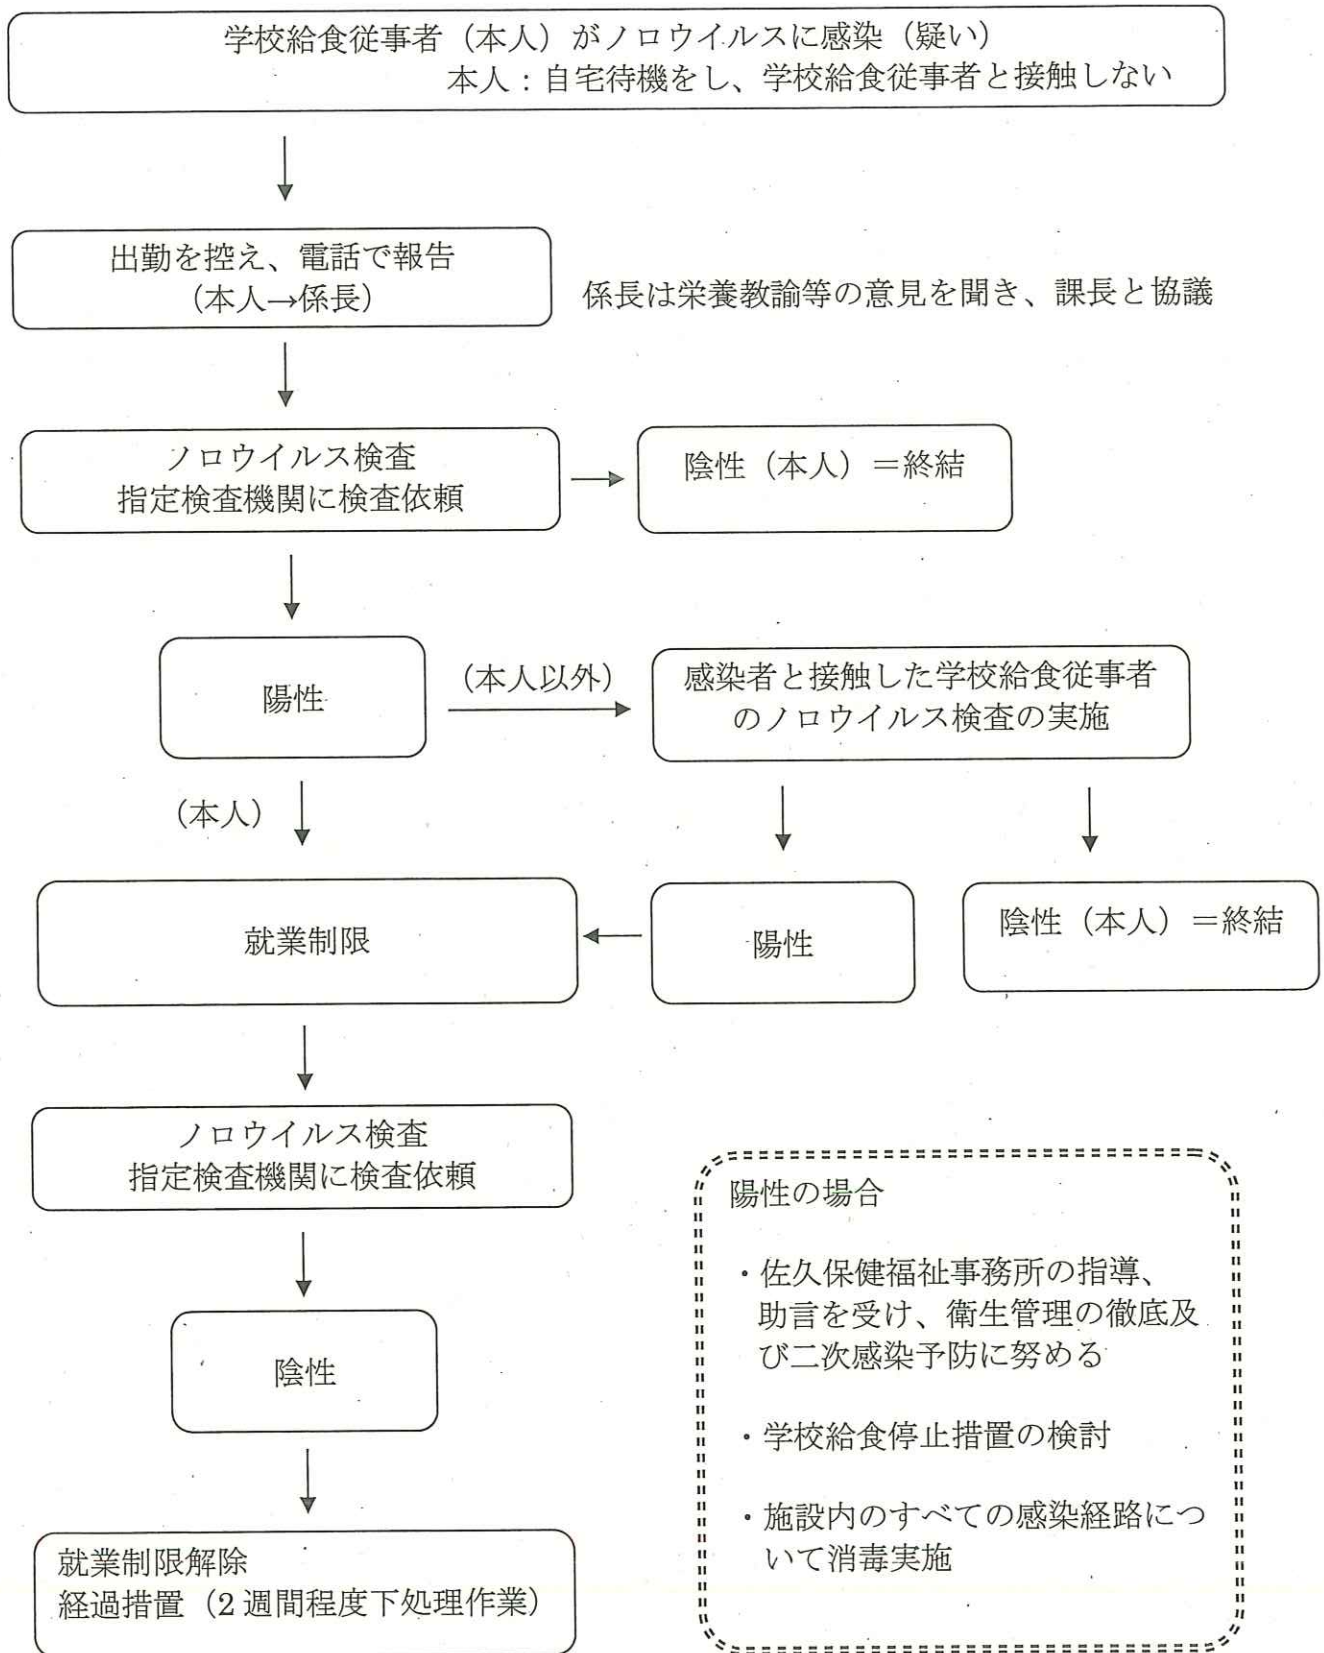 学校給食従事者（本人）がノロウイルスに感染（疑い）
本人：自宅待機をし、学校給食従事者と接触しない
出勤を控え、電話で報告
（本人→係長）
係長は栄養教諭等の意見を聞き、課長と協議
ノロウイルス検査
指定検査機関に検査依頼
陰性（本人）＝終結
陽性
（本人以外）
感染者と接触した学校給食従事者
のノロウイルス検査の実施
（本人）
就業制限
陽性
陰性（本人）＝終結
ノロウイルス検査
指定検査機関に検査依頼
陰性
就業制限解除
経過措置（2 週間程度下処理作業）
陽性の場合
・佐久保健福祉事務所の指導、
助言を受け、衛生管理の徹底及
び二次感染予防に努める
・学校給食停止措置の検討
・施設内のすべての感染経路につ
いて消毒実施